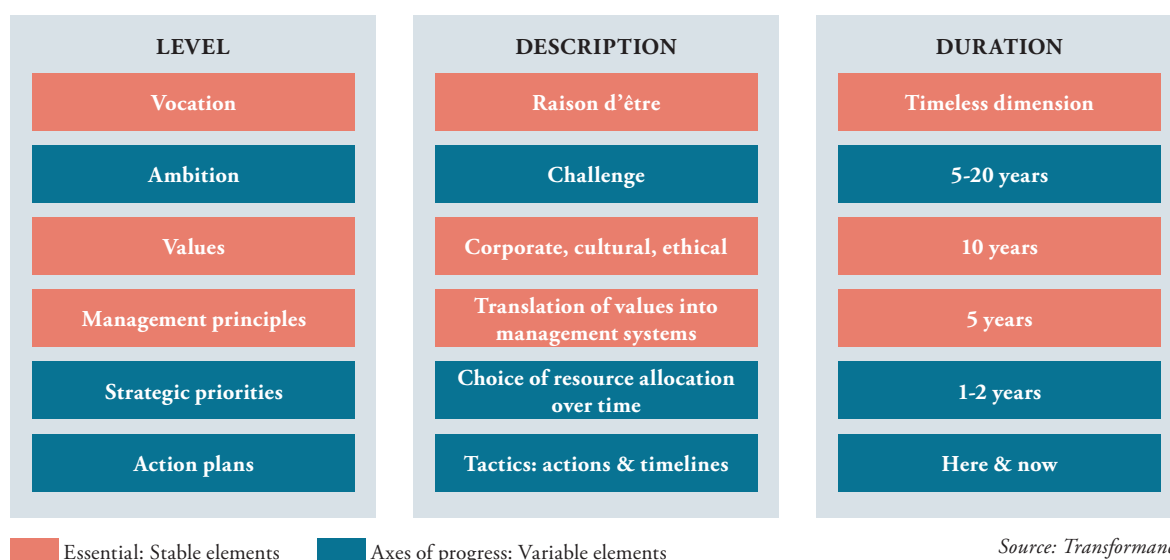 LEVEL
DESCRIPTION
DURATION
Vocation
Raison d’être
Timeless dimension
Ambition
Challenge
5-20 years
Values
Corporate, cultural, ethical
10 years
Management principles
Translation of values into
management systems
5 years
Strategic priorities
Choice of resource allocation
over time
1-2 years
Action plans
Tactics: actions & timelines
Here & now
Essential: Stable elements
Axes of progress: Variable elements
Source: